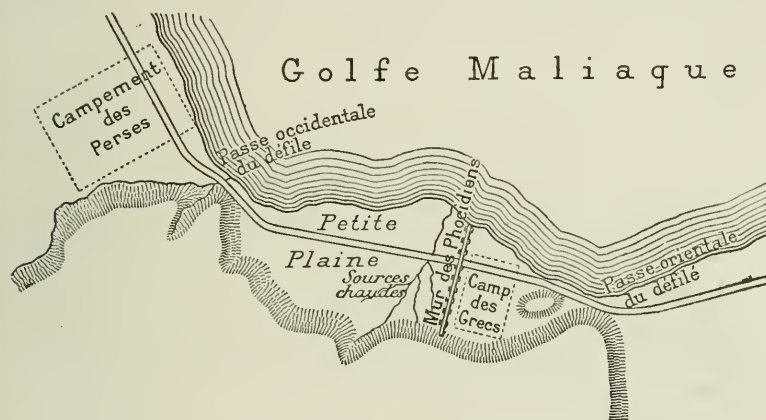 Golfe Maliaque
Campement
des
Perses
Passe occidentale
du défilé
Petite
Plaine
Sources
chaudes
Mur des Phocidiens
Camp
des
Grecs
Passe orientale
du défilé